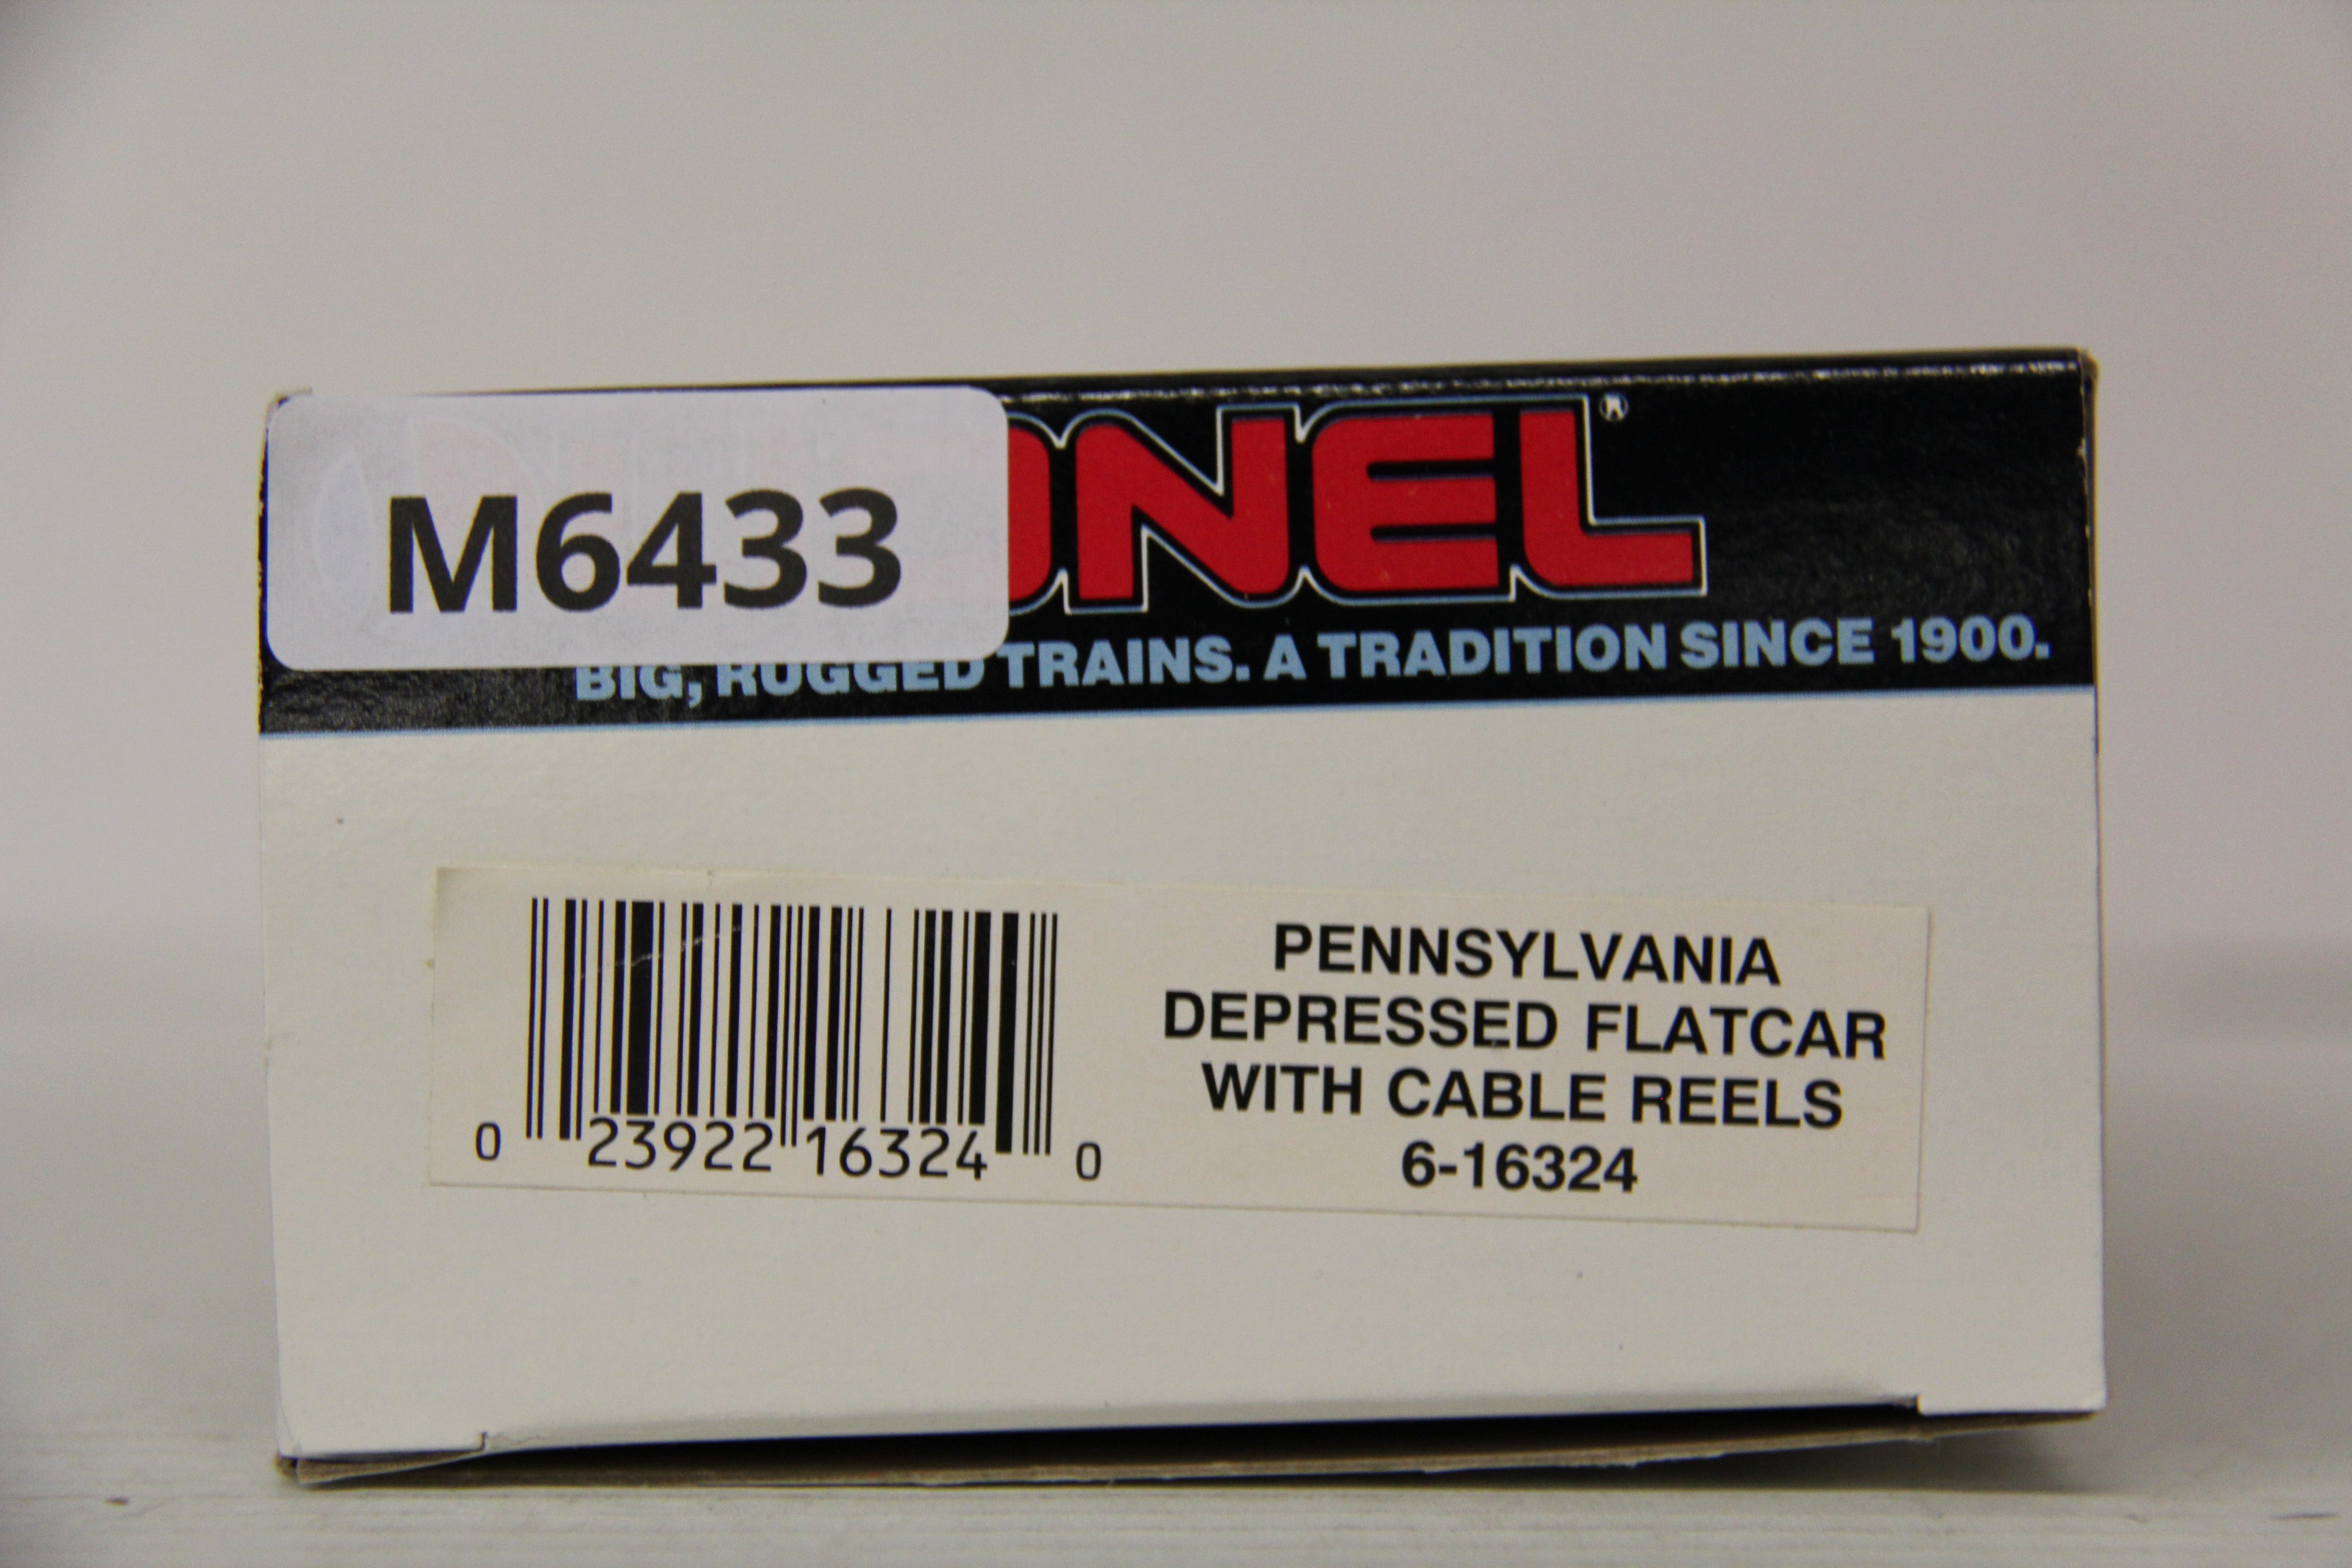 M6433
ONEL®
BIG, RUGGED TRAINS. A TRADITION SINCE 1900.
PENNSYLVANIA
DEPRESSED FLATCAR
WITH CABLE REELS
6-16324
0 23922 16324 0